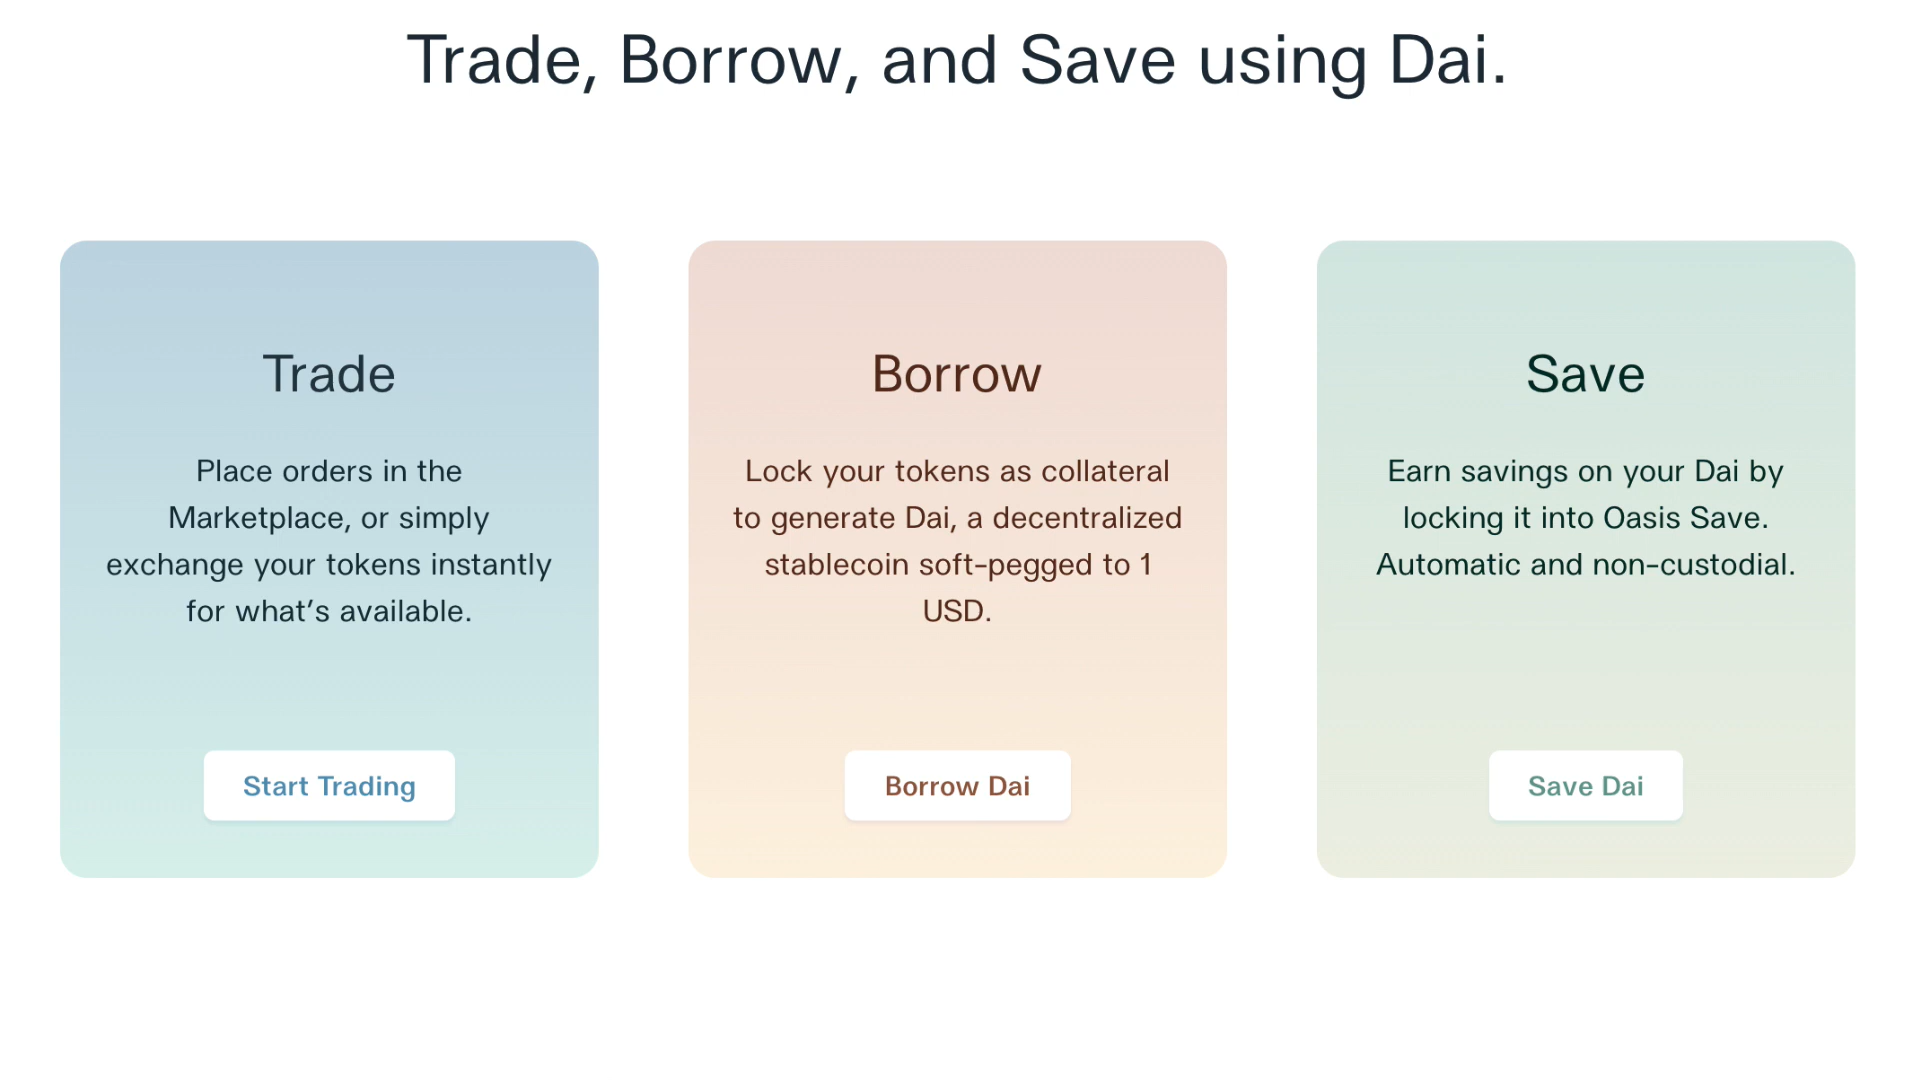 Trade, Borrow, and Save using Dai.
Trade
Place orders in the
Marketplace, or simply
exchange your tokens instantly
for what’s available.
Start Trading
Borrow
Lock your tokens as collateral
to generate Dai, a decentralized
stablecoin soft-pegged to 1
USD.
Borrow Dai
Save
Earn savings on your Dai by
locking it into Oasis Save.
Automatic and non-custodial.
Save Dai